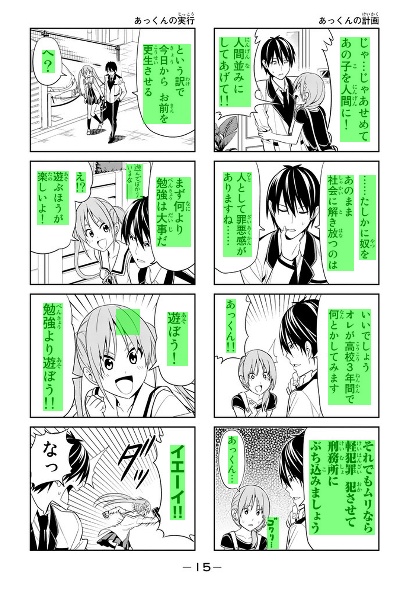 あっくんの計画
じゃ…じゃあせめて
あの子を人間に！
人間並みに
してあげて！！
……たしかに奴を
あのまま
社会に解き放つのは
人として罪悪感が
ありますね……
いいでしょう
オレが高校３年間で
何とかしてみます
あっくん！！
それでもムリなら
軽犯罪 犯させて
刑務所に
ぶち込みましょう
あっくん…
ゴクリ…
あっくんの実行
という訳で
今日から お前を
更生させる
へ？
まず何より
勉強は大事だ
え！？
遊ぶほうが
楽しいよ！
遊ぼう！
勉強より遊ぼう！！
イエーイ！！
ダッ
なっ
－15－